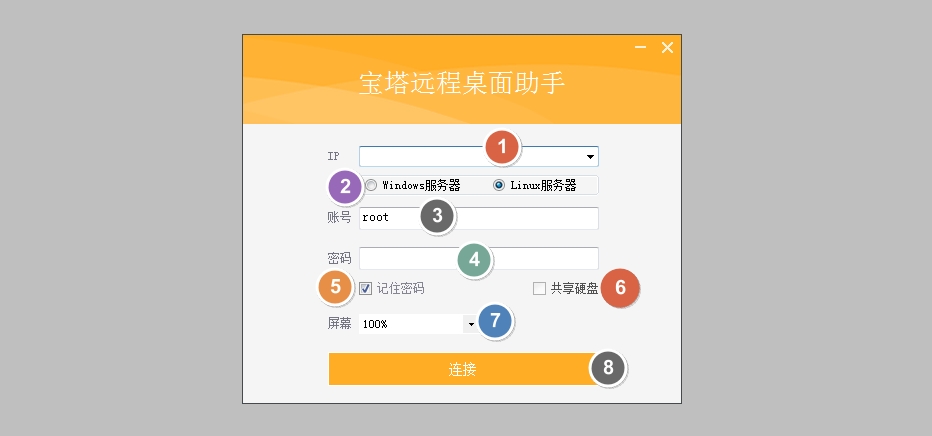 宝塔远程桌面助手
IP 1
2 Windows服务器 Linux服务器
账号 root 3
密码 4
5 记住密码 共享硬盘 6
屏幕 100% 7
连接 8